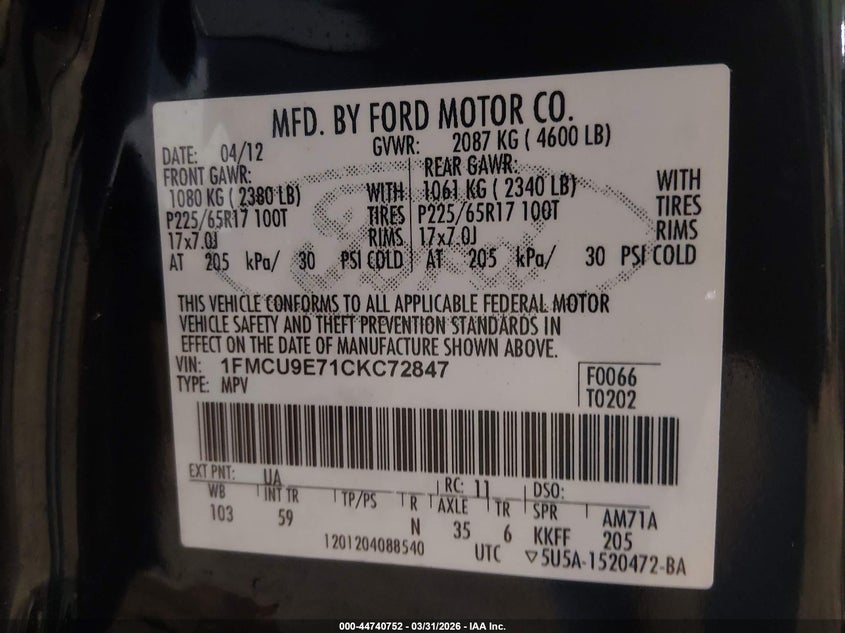 MFD. BY FORD MOTOR CO.
DATE: 04/12
GVWR: 2087 KG ( 4600 LB)
FRONT GAWR:
1080 KG ( 2380 LB)
P225/65R17 100T
17x7.0J
WITH
TIRES
RIMS
AT 205 kPa/ 30 PSI COLD
REAR GAWR:
1061 KG ( 2340 LB)
P225/65R17 100T
17x7.0J
WITH
TIRES
RIMS
AT 205 kPa/ 30 PSI COLD
THIS VEHICLE CONFORMS TO ALL APPLICABLE FEDERAL MOTOR
VEHICLE SAFETY AND THEFT PREVENTION STANDARDS IN
EFFECT ON THE DATE OF MANUFACTURE SHOWN ABOVE.
VIN: 1FMCU9E71CKC72847
TYPE: MPV
F0066
T0202
EXT PNT: UA RC: 11 DSO:
WB INT TR TP/PS R AXLE TR SPR AM71A
103 59 N 35 6 KKFF 205
1201204088540 UTC ▽5U5A-1520472-BA
000-44740752 - 03/31/2026 - IAA Inc.